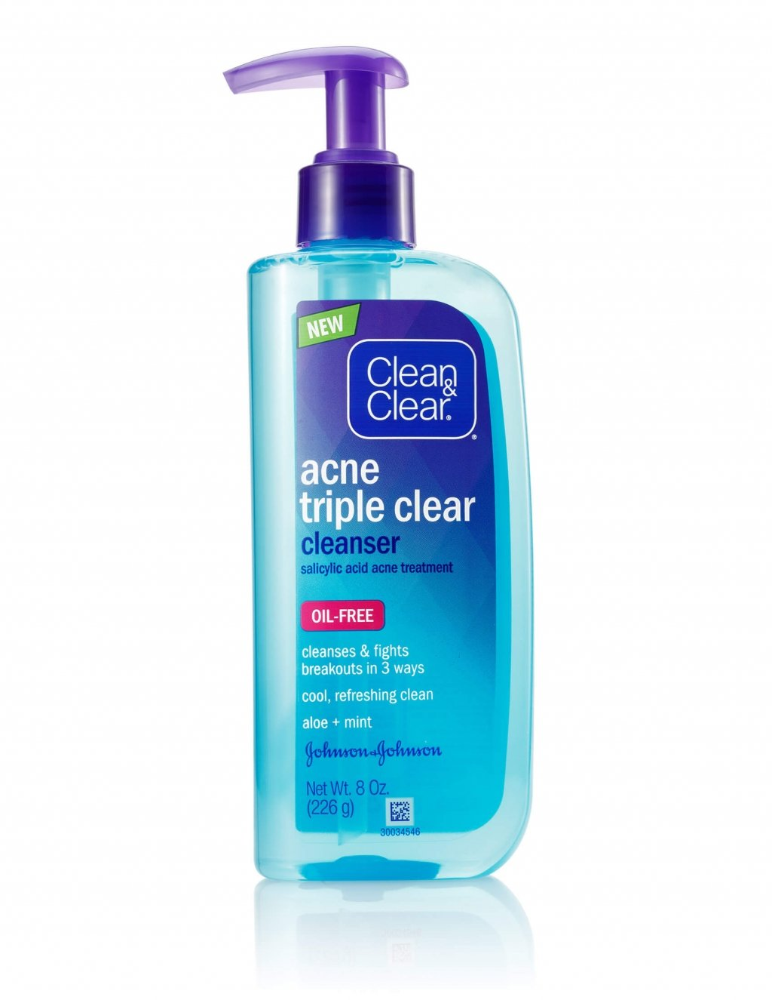 NEW
Clean
&
Clear®
®
acne
triple clear
cleanser
salicylic acid acne treatment
OIL-FREE
cleanses & fights
breakouts in 3 ways
cool, refreshing clean
aloe + mint
Johnson & Johnson
Net Wt. 8 Oz.
(226 g)
30034546